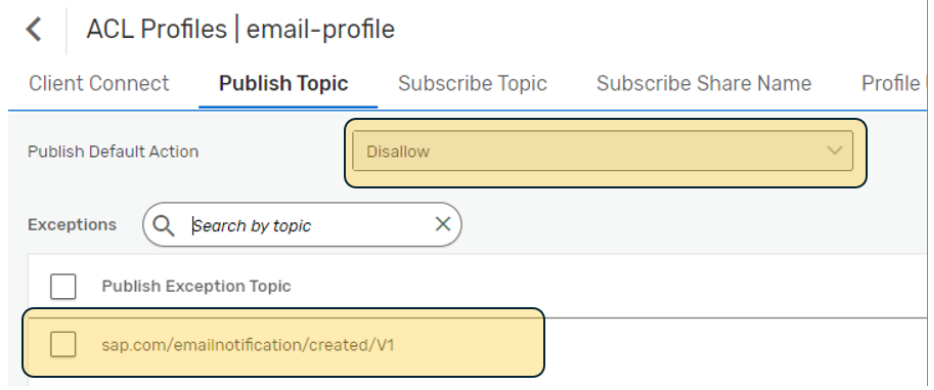 ACL Profiles | email-profile
Client Connect Publish Topic Subscribe Topic Subscribe Share Name Profile
Publish Default Action Disallow
Exceptions Search by topic
Publish Exception Topic
sap.com/emailnotification/created/V1